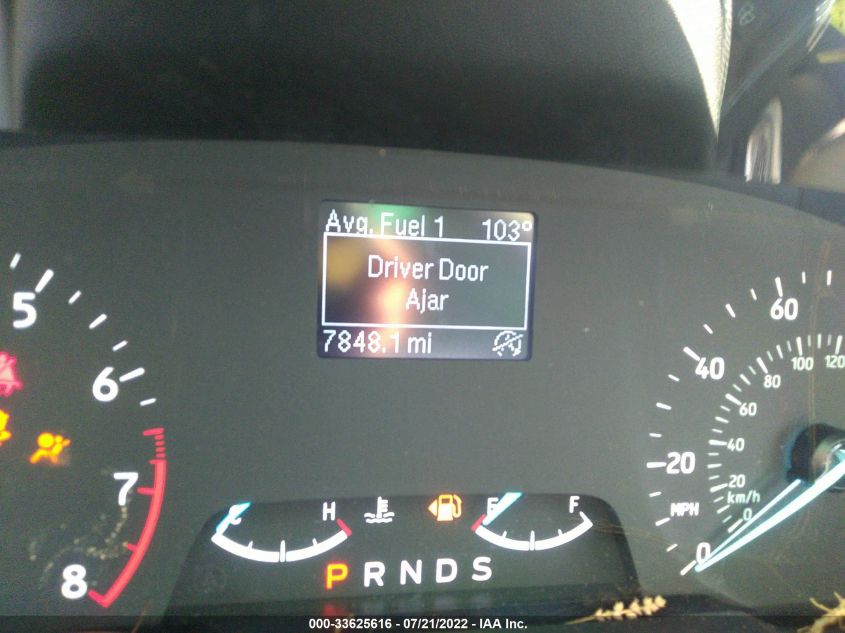 Avg. Fuel 1 103°
Driver Door
Ajar
7848.1 mi
5
6
7
8
C H
E F
P R N D S
60
40
20
0
MPH
120
100
80
60
40
20
0
km/h
000-33625616 - 07/21/2022 - IAA Inc.